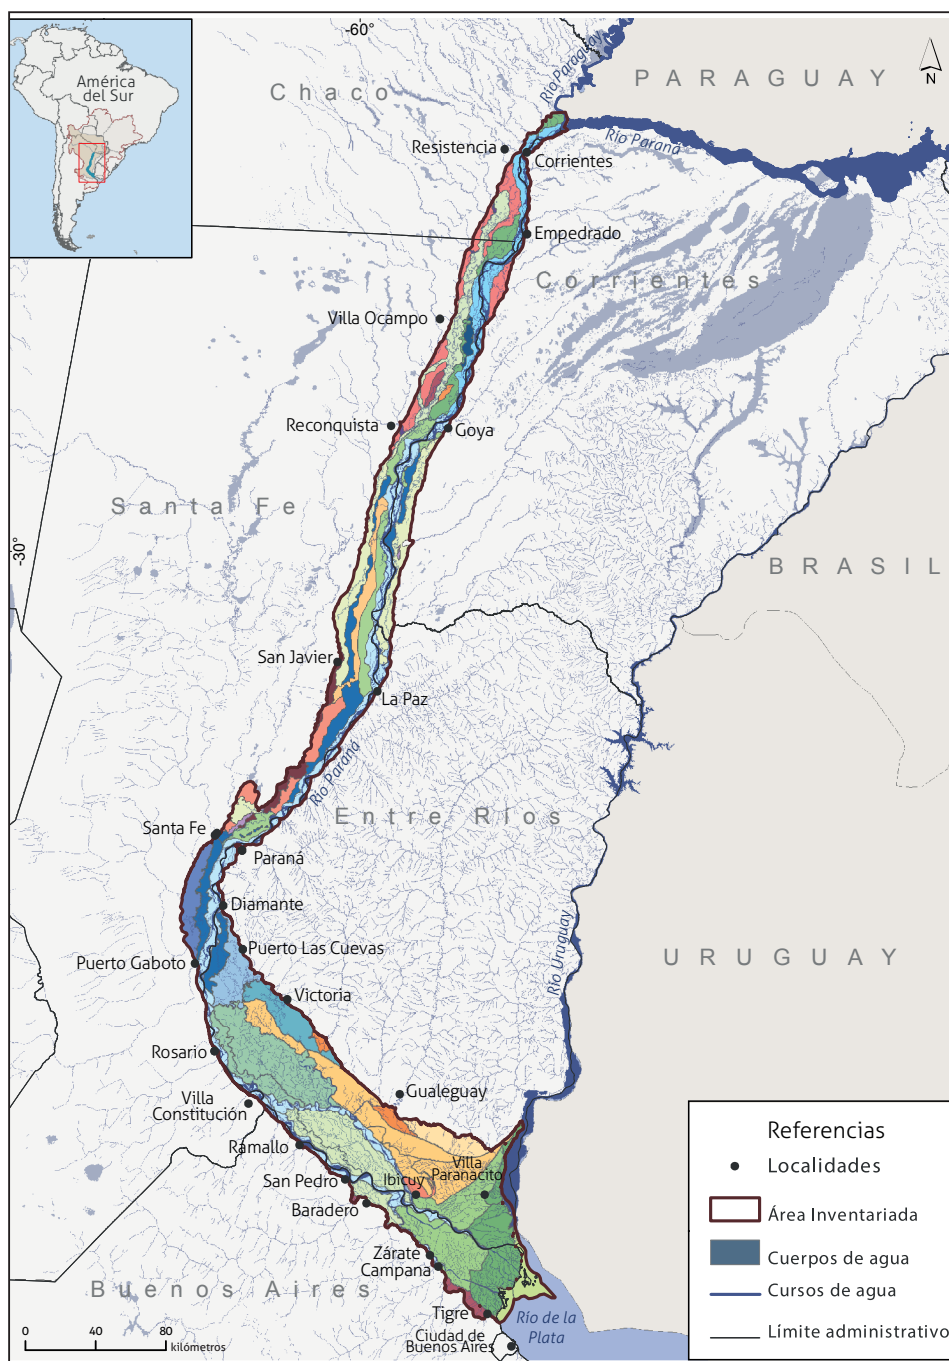 -60°
América
del Sur
Chaco
Río Paraguay
PARAGUAY
N
Resistencia
Corrientes
Río Paraná
Empedrado
Corrientes
Villa Ocampo
Reconquista
Goya
Santa Fe
-30°
BRASIL
San Javier
La Paz
Río Paraná
Entre Ríos
Santa Fe
Paraná
Diamante
Puerto Las Cuevas
Puerto Gaboto
Río Uruguay
URUGUAY
Victoria
Rosario
Gualeguay
Villa
Constitución
Ramallo
San Pedro
Ibicuy
Villa
Paranacito
Baradero
Zárate
Campana
Buenos Aires
Tigre
Río de la
Plata
Ciudad de
Buenos Aires
0 40 80
kilómetros
Referencias
Localidades
Área Inventariada
Cuerpos de agua
Cursos de agua
Límite administrativo